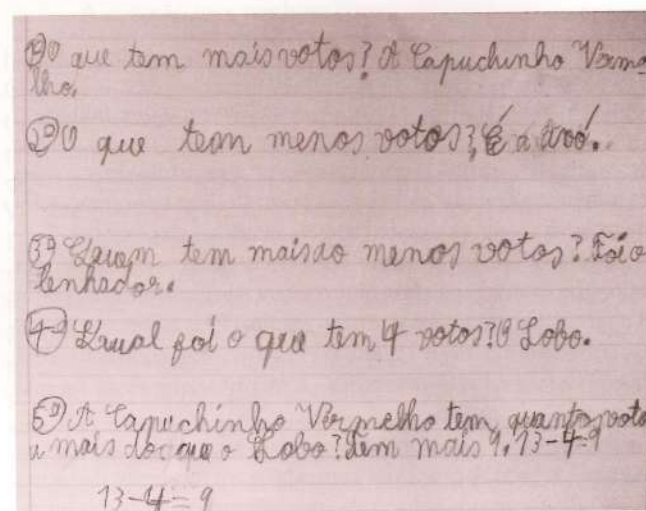 1º O que tem mais votos? A Capuchinho Verme
lho.
2º O que tem menos votos? É a avó.
3º Quem tem mais ao menos votos? Foi o
lenhador.
4º Qual foi o que tem 4 votos? O Lobo.
5º A Capuchinho Vermelho tem quantos voto
s mais do que o Lobo? Tem mais 9. 13-4=9
13-4=9